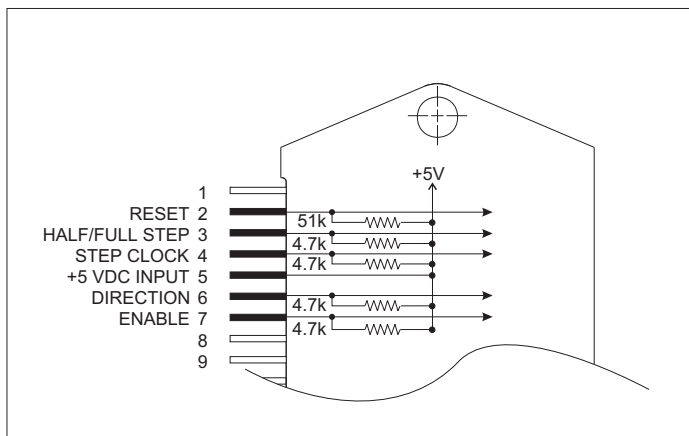 +5V
1
RESET 2
51k
HALF/FULL STEP 3
4.7k
STEP CLOCK 4
4.7k
+5 VDC INPUT 5
DIRECTION 6
4.7k
ENABLE 7
4.7k
8
9